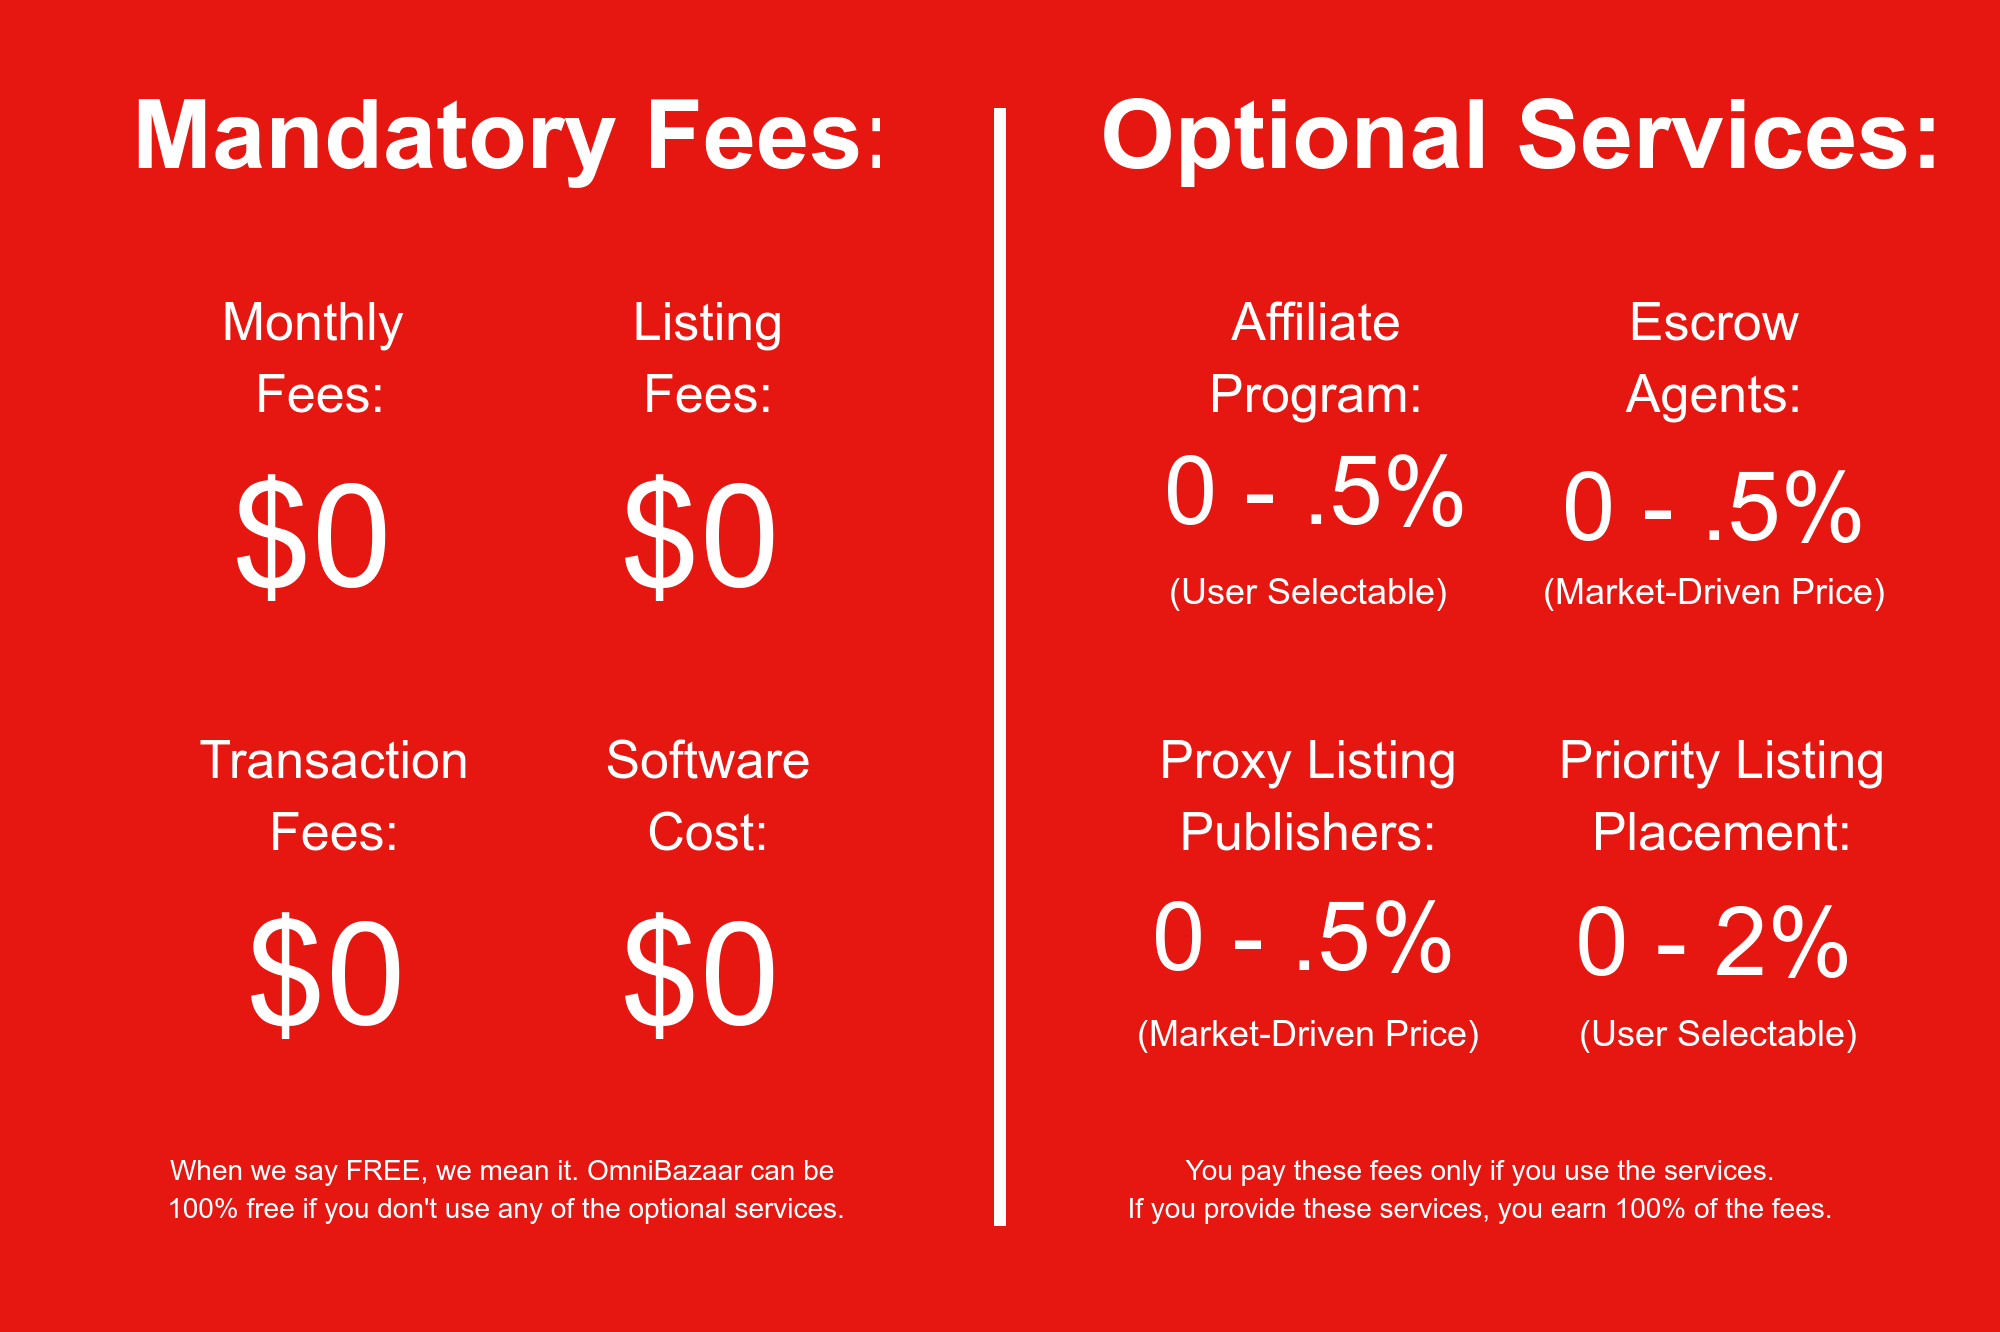 Mandatory Fees:
Monthly
Fees:
$0
Listing
Fees:
$0
Transaction
Fees:
$0
Software
Cost:
$0
When we say FREE, we mean it. OmniBazaar can be
100% free if you don't use any of the optional services.
Optional Services:
Affiliate
Program:
0 - .5%
(User Selectable)
Escrow
Agents:
0 - .5%
(Market-Driven Price)
Proxy Listing
Publishers:
0 - .5%
(Market-Driven Price)
Priority Listing
Placement:
0 - 2%
(User Selectable)
You pay these fees only if you use the services.
If you provide these services, you earn 100% of the fees.